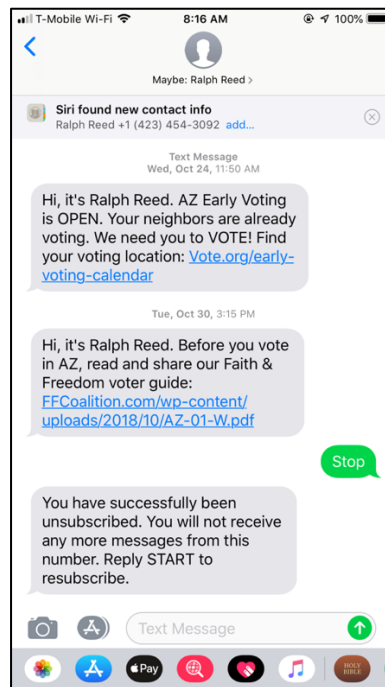 T-Mobile Wi-Fi 8:16 AM 100%
Maybe: Ralph Reed >
Siri found new contact info
Ralph Reed +1 (423) 454-3092 add...
Text Message
Wed, Oct 24, 11:50 AM
Hi, it's Ralph Reed. AZ Early Voting
is OPEN. Your neighbors are already
voting. We need you to VOTE! Find
your voting location: Vote.org/early-
voting-calendar
Tue, Oct 30, 3:15 PM
Hi, it's Ralph Reed. Before you vote
in AZ, read and share our Faith &
Freedom voter guide:
FFCoalition.com/wp-content/
uploads/2018/10/AZ-01-W.pdf
Stop
You have successfully been
unsubscribed. You will not receive
any more messages from this
number. Reply START to
resubscribe.
Text Message
Pay
HOLY
BIBLE